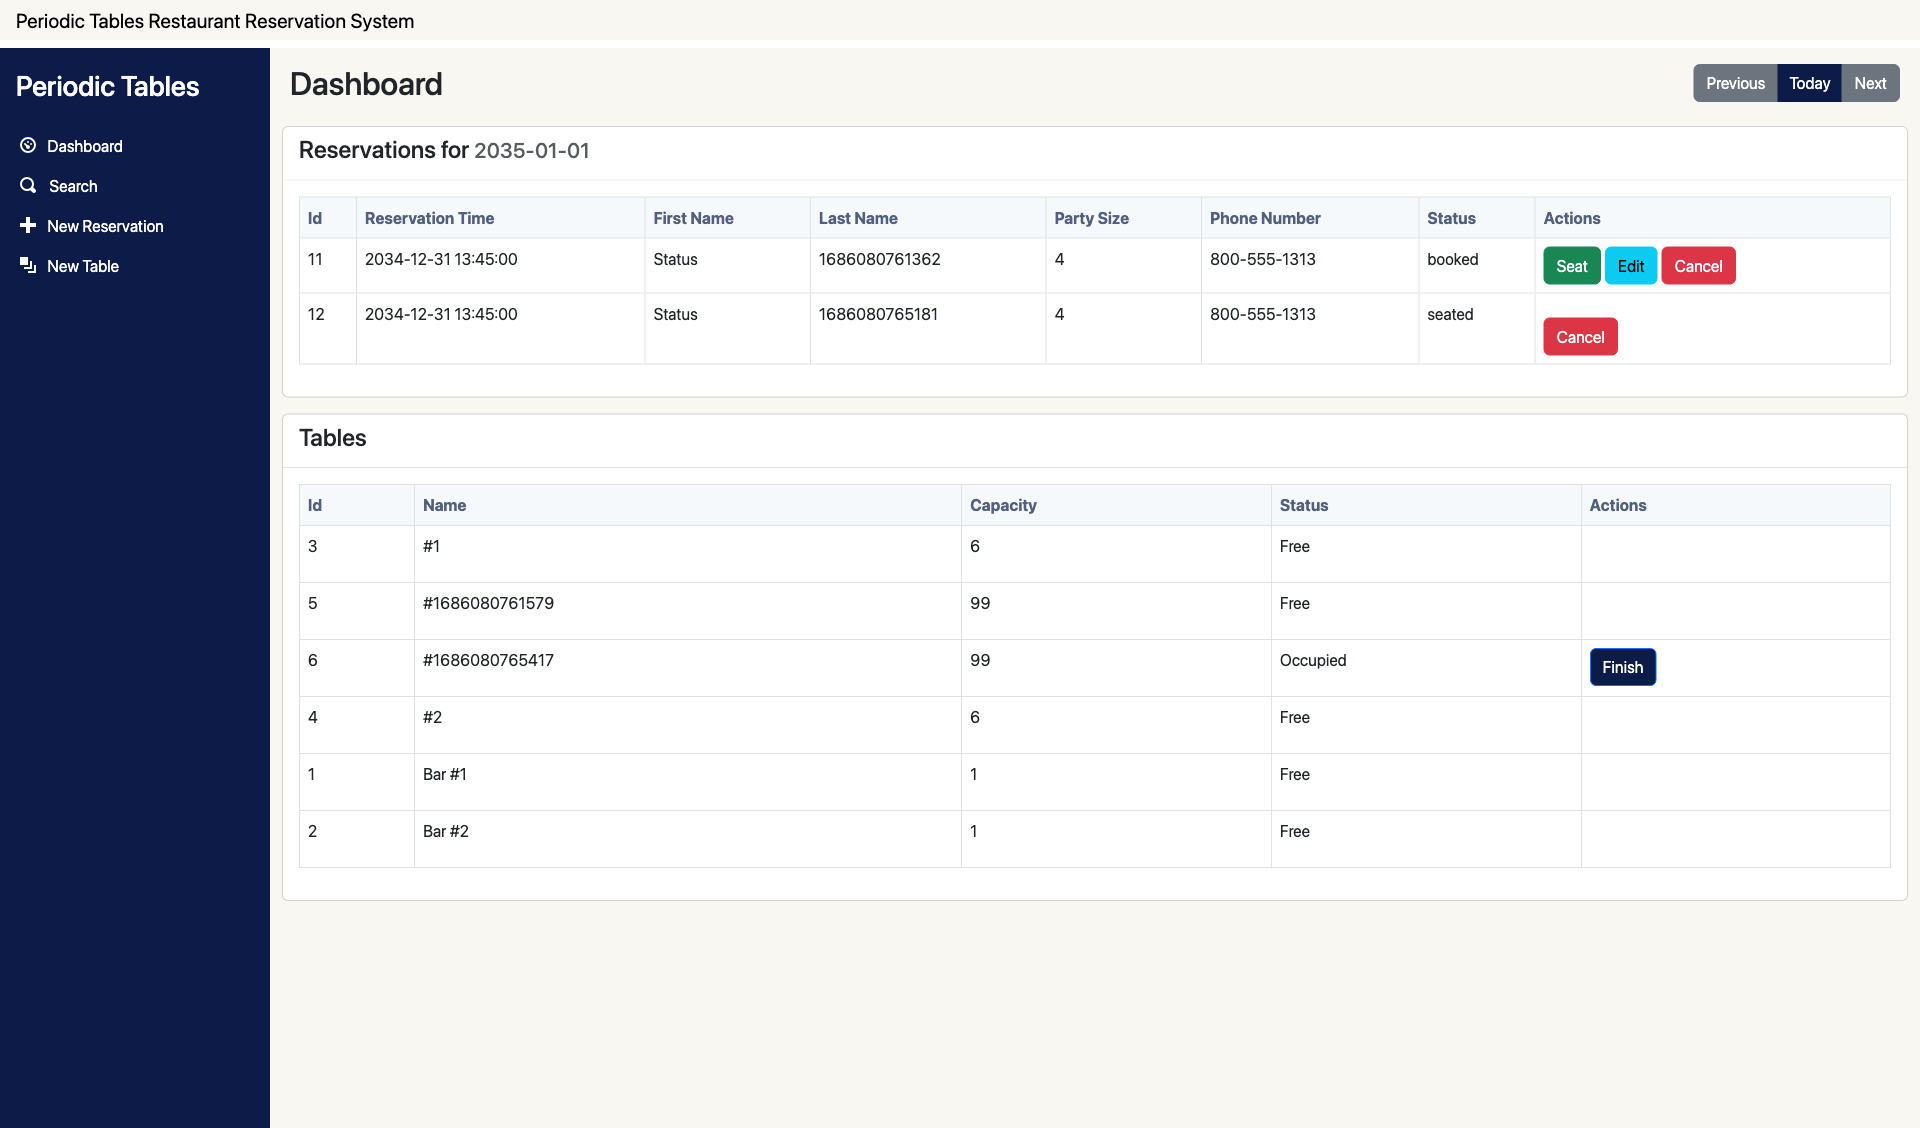 Periodic Tables Restaurant Reservation System
Periodic Tables
Dashboard
Search
New Reservation
New Table
Dashboard
Previous Today Next
Reservations for 2035-01-01
Id Reservation Time First Name Last Name Party Size Phone Number Status Actions
11 2034-12-31 13:45:00 Status 1686080761362 4 800-555-1313 booked Seat Edit Cancel
12 2034-12-31 13:45:00 Status 1686080765181 4 800-555-1313 seated Cancel
Tables
Id Name Capacity Status Actions
3 #1 6 Free
5 #1686080761579 99 Free
6 #1686080765417 99 Occupied Finish
4 #2 6 Free
1 Bar #1 1 Free
2 Bar #2 1 Free